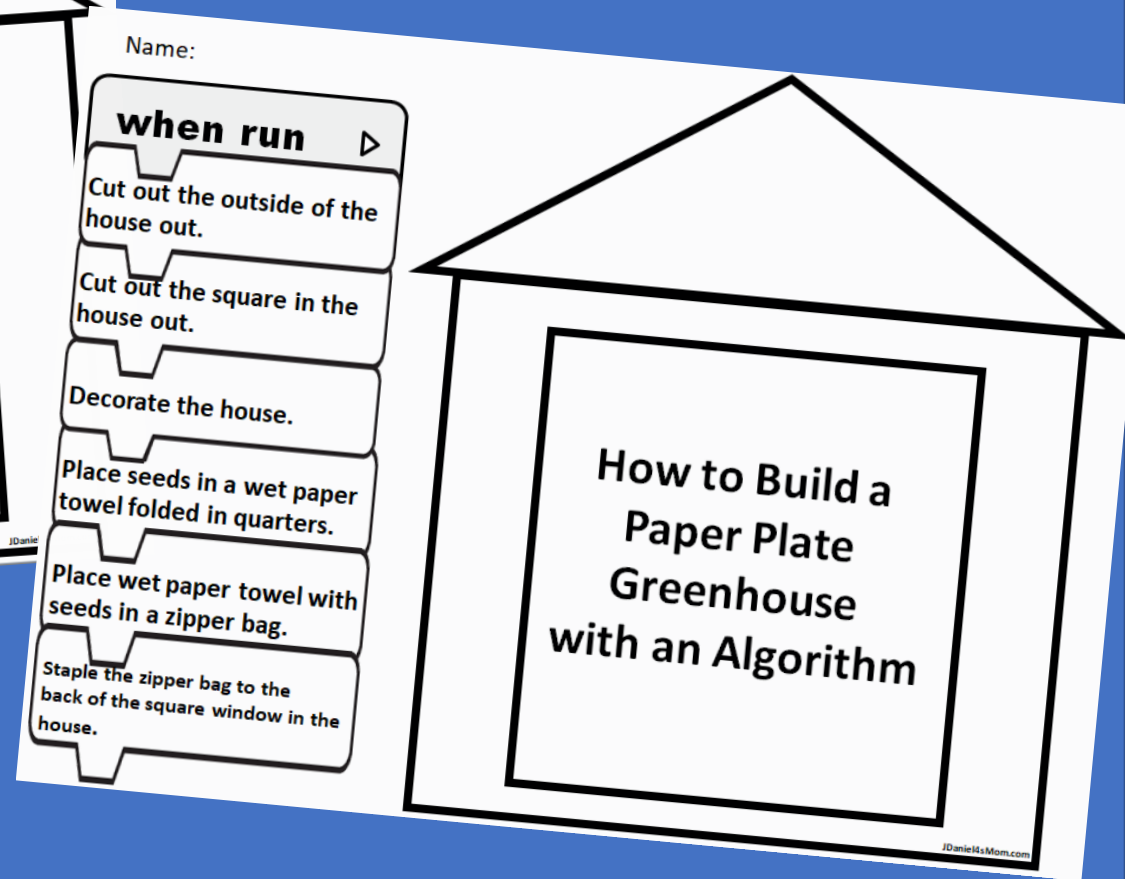 Name:
when run
Cut out the outside of the
house out.
Cut out the square in the
house out.
Decorate the house.
Place seeds in a wet paper
towel folded in quarters.
Place wet paper towel with
seeds in a zipper bag.
Staple the zipper bag to the
back of the square window in the
house.
How to Build a
Paper Plate
Greenhouse
with an Algorithm
JDaniel4sMom.com
JDaniel